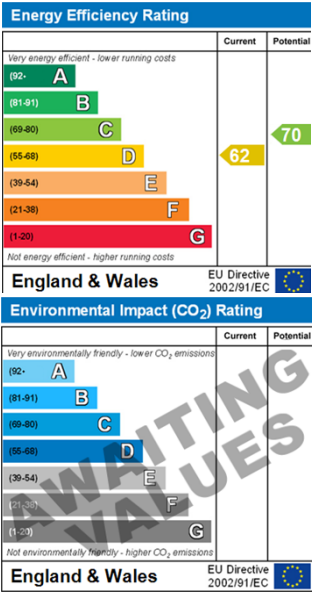 Energy Efficiency Rating
Current Potential
Very energy efficient - lower running costs
(92- A
(81-91) B
(69-80) C
(55-68) D
(39-54) E
(21-38) F
(1-20) G
62
70
Not energy efficient - higher running costs
England & Wales
EU Directive
2002/91/EC
Environmental Impact (CO2) Rating
Current Potential
Very environmentally friendly - lower CO2 emissions
(92- A
(81-91) B
(69-80) C
(55-68) D
(39-54) E
(21-38) F
(1-20) G
AWAITING
VALUES
Not environmentally friendly - higher CO2 emissions
England & Wales
EU Directive
2002/91/EC